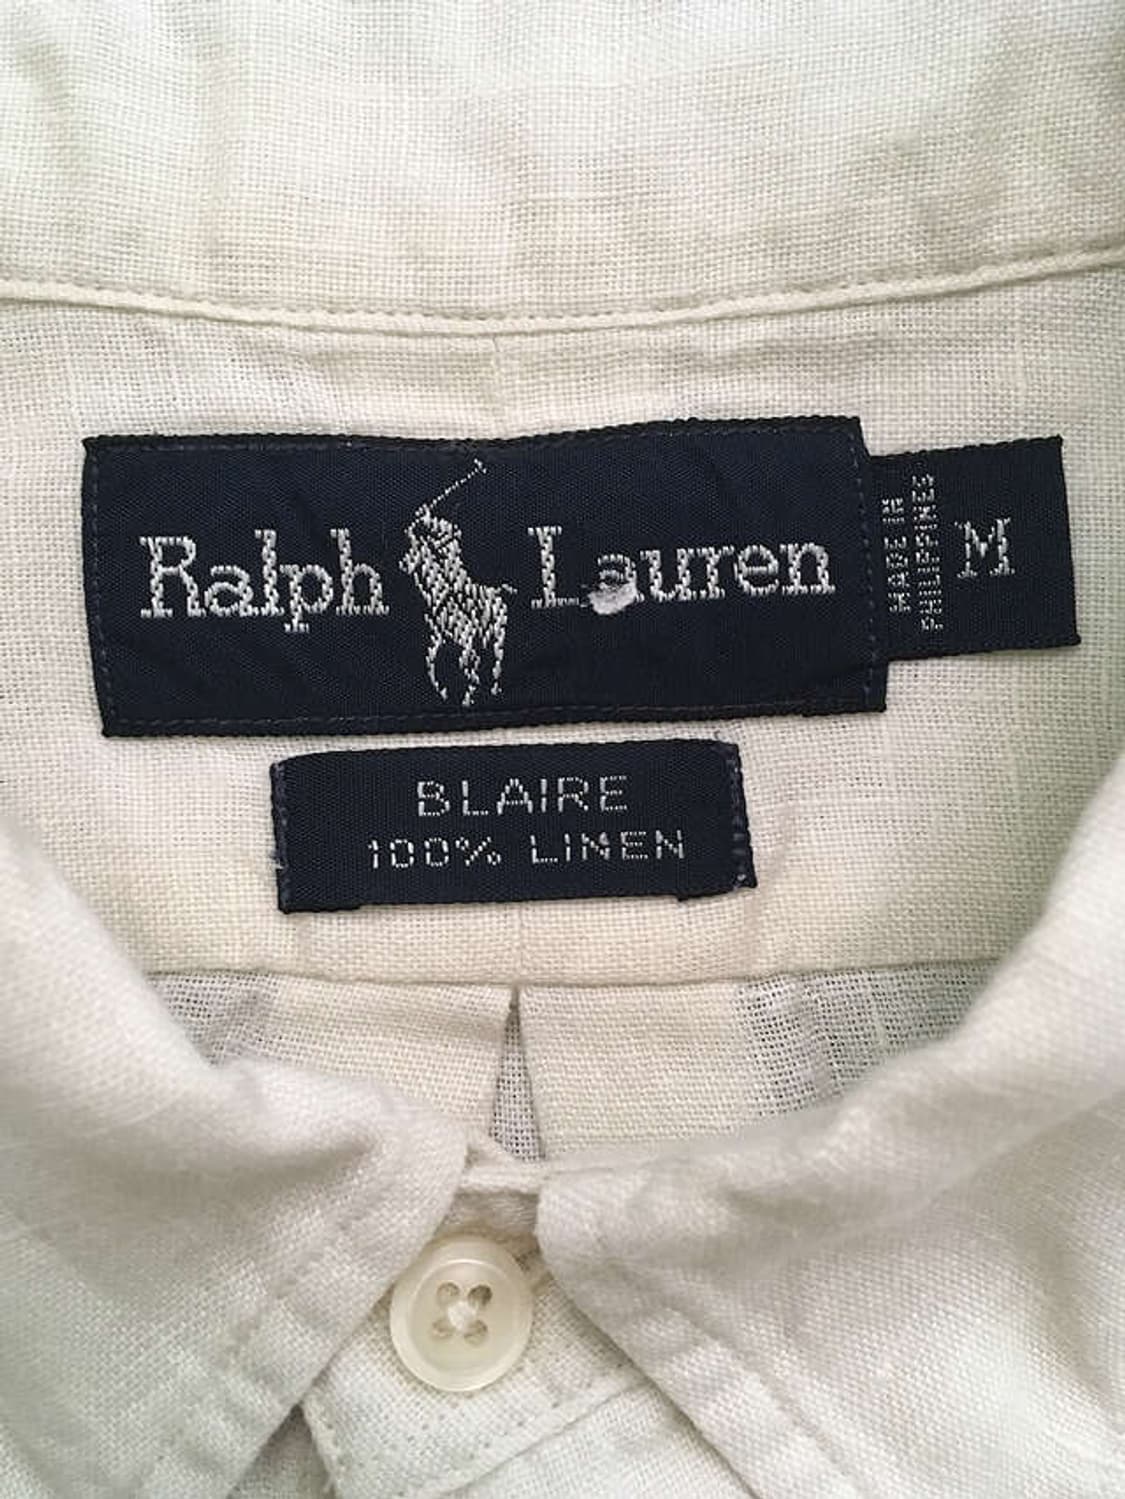 Ralph Lauren
MADE IN
PHILIPPINES
M
BLAIRE
100% LINEN